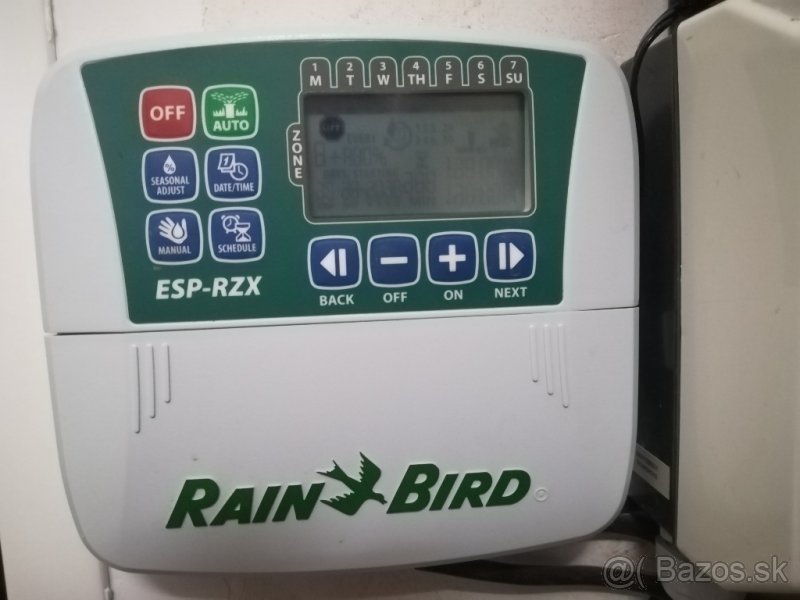 1 2 3 4 5 6 7
M T W TH F S SU
OFF
AUTO
ZONE
SEASONAL ADJUST
DATE/TIME
MANUAL
SCHEDULE
ESP-RZX
BACK
OFF
ON
NEXT
RAIN BIRD
@( Bazos.sk